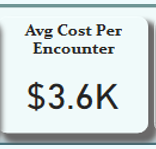 Avg Cost Per
Encounter
$3.6K